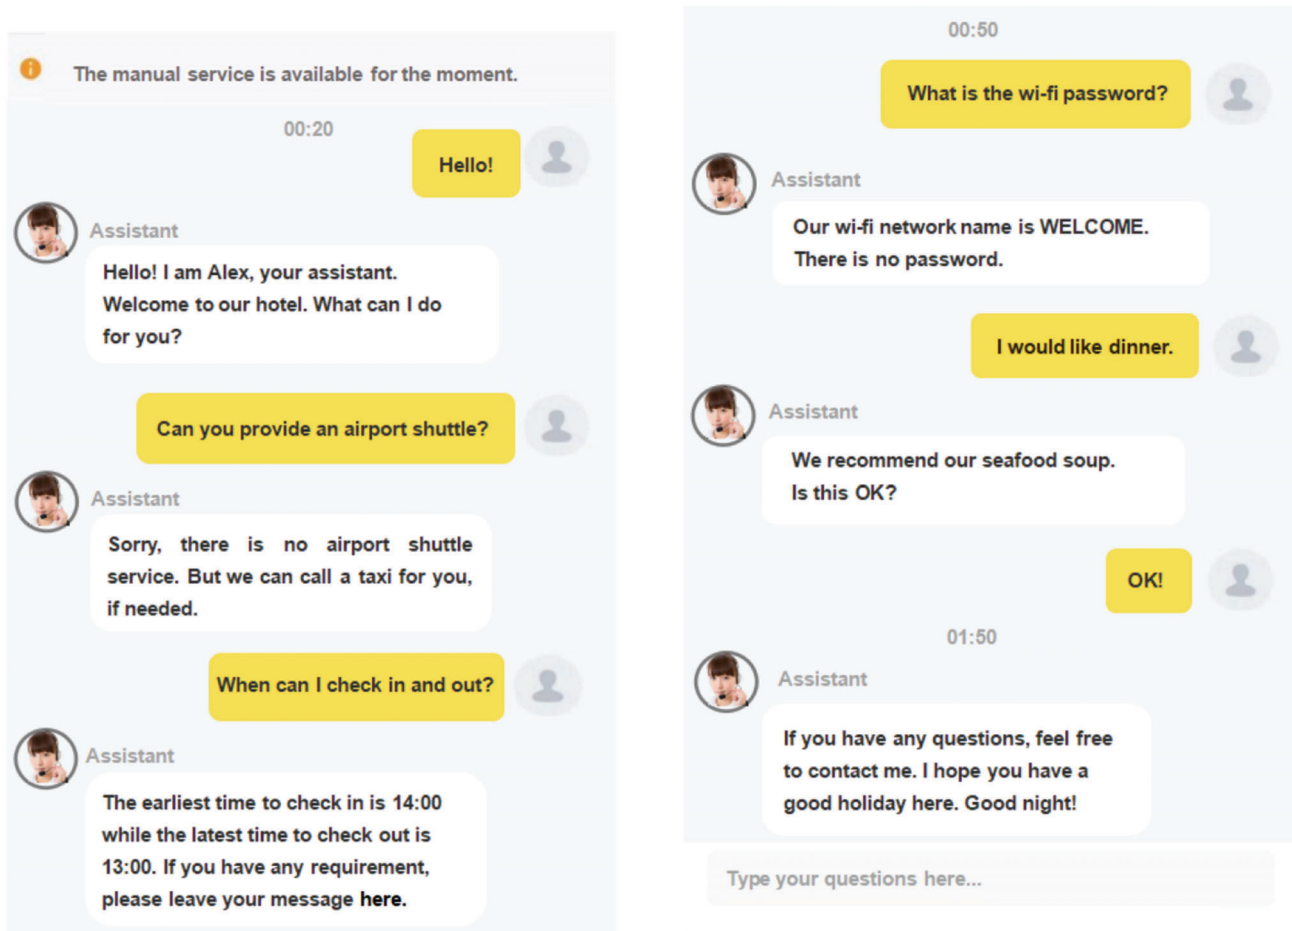 The manual service is available for the moment.
00:20
Hello!
Assistant
Hello! I am Alex, your assistant.
Welcome to our hotel. What can I do
for you?
Can you provide an airport shuttle?
Assistant
Sorry, there is no airport shuttle
service. But we can call a taxi for you,
if needed.
When can I check in and out?
Assistant
The earliest time to check in is 14:00
while the latest time to check out is
13:00. If you have any requirement,
please leave your message here.
00:50
What is the wi-fi password?
Assistant
Our wi-fi network name is WELCOME.
There is no password.
I would like dinner.
Assistant
We recommend our seafood soup.
Is this OK?
OK!
01:50
Assistant
If you have any questions, feel free
to contact me. I hope you have a
good holiday here. Good night!
Type your questions here...